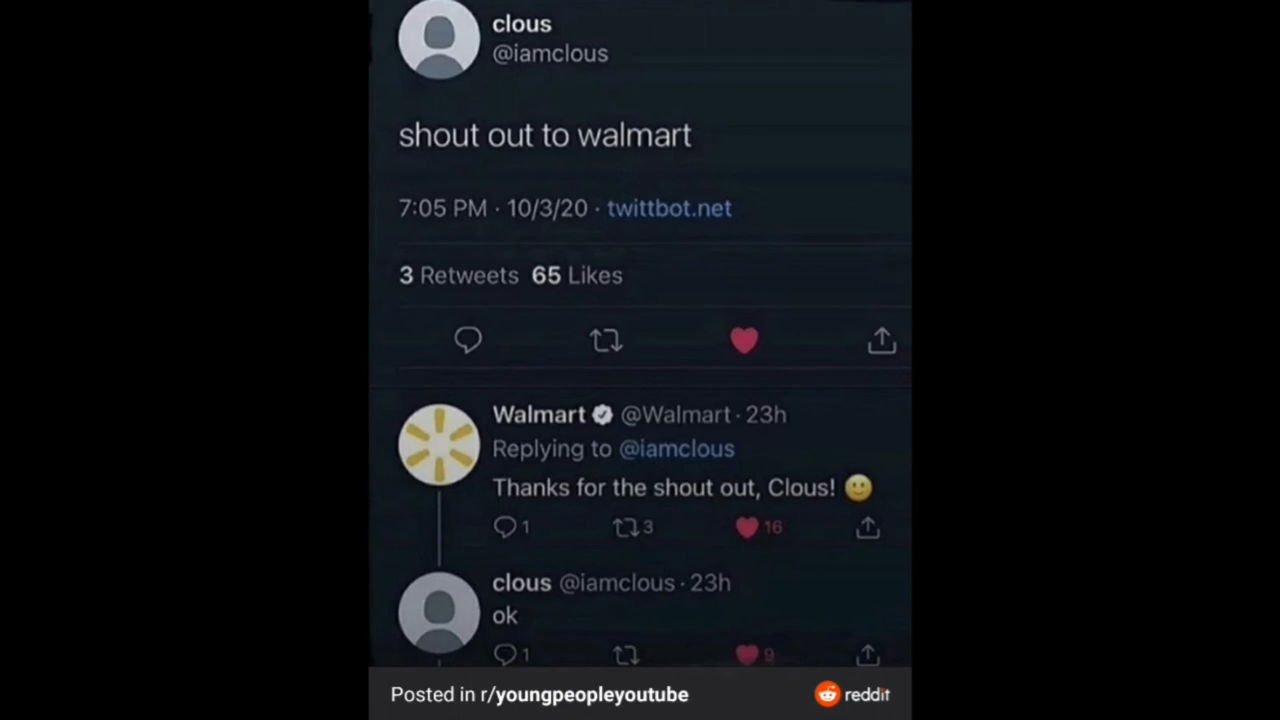 clous
@iamclous
shout out to walmart
7:05 PM · 10/3/20 · twittbot.net
3 Retweets 65 Likes
Walmart @Walmart · 23h
Replying to @iamclous
Thanks for the shout out, Clous! 🙂
1 3 16
clous @iamclous · 23h
ok
1 9
Posted in r/youngpeopleyoutube reddit